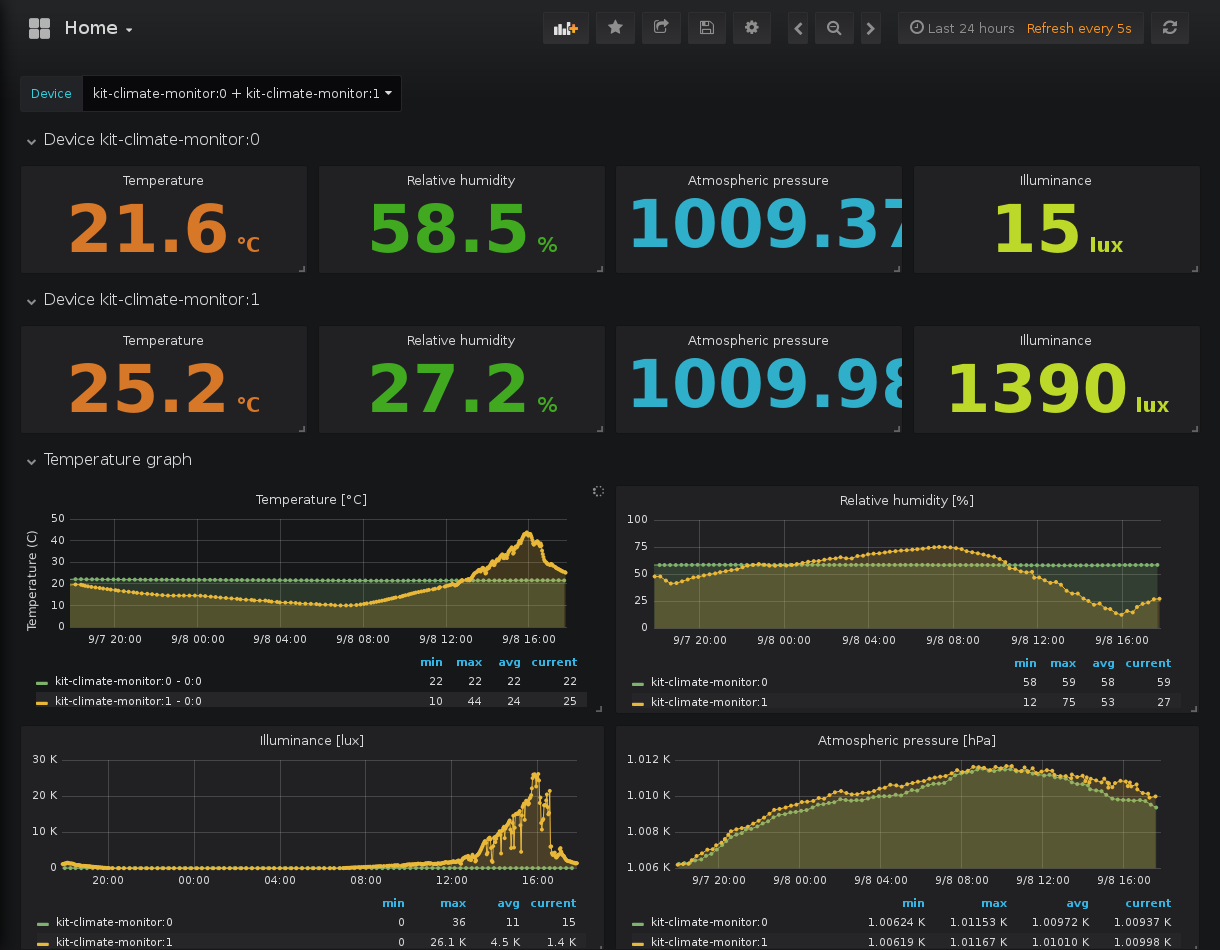 Home
Last 24 hours Refresh every 5s
Device kit-climate-monitor:0 + kit-climate-monitor:1
Device kit-climate-monitor:0
Temperature Relative humidity Atmospheric pressure Illuminance
21.6 °C 58.5 % 1009.37 15 lux
Device kit-climate-monitor:1
Temperature Relative humidity Atmospheric pressure Illuminance
25.2 °C 27.2 % 1009.98 1390 lux
Temperature graph
Temperature [°C]
Temperature (C)
50
40
30
20
10
0
9/7 20:00 9/8 00:00 9/8 04:00 9/8 08:00 9/8 12:00 9/8 16:00
min max avg current
kit-climate-monitor:0 - 0:0 22 22 22 22
kit-climate-monitor:1 - 0:0 10 44 24 25
Relative humidity [%]
100
75
50
25
0
9/7 20:00 9/8 00:00 9/8 04:00 9/8 08:00 9/8 12:00 9/8 16:00
min max avg current
kit-climate-monitor:0 58 59 58 59
kit-climate-monitor:1 12 75 53 27
Illuminance [lux]
30 K
20 K
10 K
0
20:00 00:00 04:00 08:00 12:00 16:00
min max avg current
kit-climate-monitor:0 0 36 11 15
kit-climate-monitor:1 0 26.1 K 4.5 K 1.4 K
Atmospheric pressure [hPa]
1.012 K
1.010 K
1.008 K
1.006 K
9/7 20:00 9/8 00:00 9/8 04:00 9/8 08:00 9/8 12:00 9/8 16:00
min max avg current
kit-climate-monitor:0 1.00624 K 1.01153 K 1.00972 K 1.00937 K
kit-climate-monitor:1 1.00619 K 1.01167 K 1.01010 K 1.00998 K